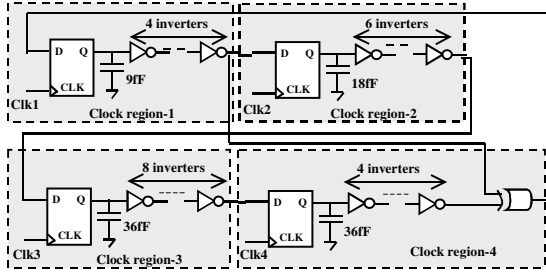 4 inverters
6 inverters
D Q
D Q
CLK
CLK
9fF
18fF
Clk1
Clk2
Clock region-1
Clock region-2
8 inverters
4 inverters
D Q
D Q
CLK
CLK
36fF
36fF
Clk3
Clk4
Clock region-3
Clock region-4